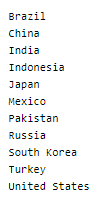 Brazil
China
India
Indonesia
Japan
Mexico
Pakistan
Russia
South Korea
Turkey
United States